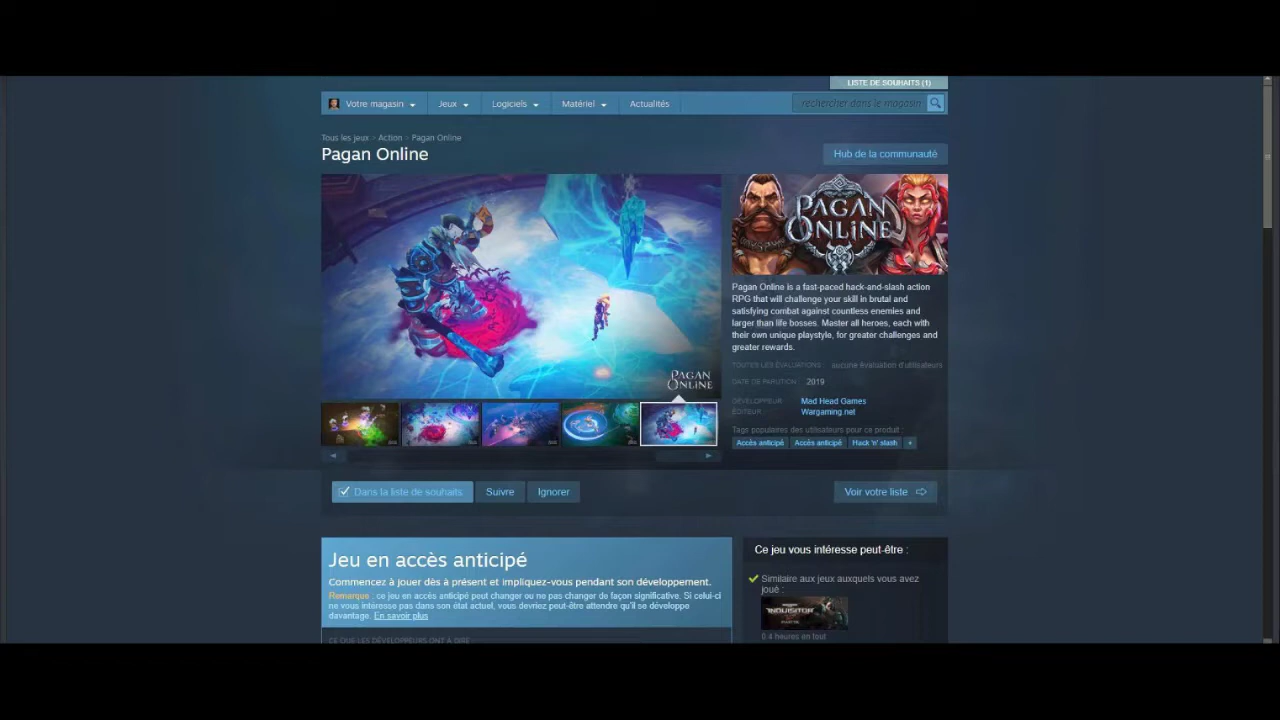 LISTE DE SOUHAITS (1)
Votre magasin
Jeux
Logiciels
Matériel
Actualités
rechercher dans le magasin
Tous les jeux > Action > Pagan Online
Pagan Online
Hub de la communauté
PAGAN
ONLINE
PAGAN
ONLINE
Pagan Online is a fast-paced hack-and-slash action
RPG that will challenge your skill in brutal and
satisfying combat against countless enemies and
larger than life bosses. Master all heroes, each with
their own unique playstyle, for greater challenges and
greater rewards.
TOUTES LES ÉVALUATIONS : aucune évaluation d'utilisateurs
DATE DE PARUTION : 2019
DÉVELOPPEUR : Mad Head Games
ÉDITEUR : Wargaming.net
Tags populaires des utilisateurs pour ce produit :
Accès anticipé Accès anticipé Hack 'n' slash +
Dans la liste de souhaits
Suivre
Ignorer
Voir votre liste
Jeu en accès anticipé
Commencez à jouer dès à présent et impliquez-vous pendant son développement.
Remarque : ce jeu en accès anticipé peut changer ou ne pas changer de façon significative. Si celui-ci
ne vous intéresse pas dans son état actuel, vous devriez peut-être attendre qu'il se développe
davantage. En savoir plus
CE QUE LES DÉVELOPPEURS ONT À DIRE :
Ce jeu vous intéresse peut-être :
Similaire aux jeux auxquels vous avez
joué :
INQUISITOR
0.4 heures en tout